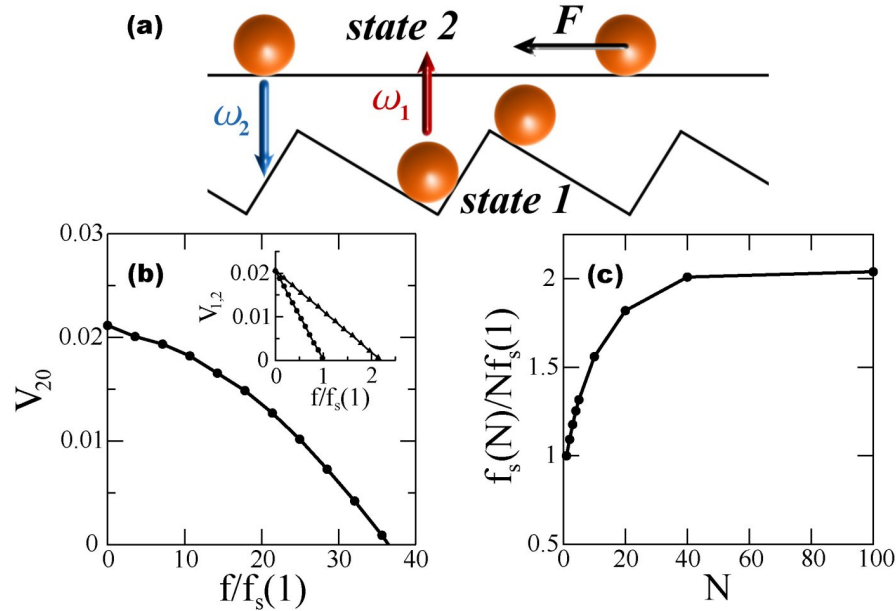 (a)
state 2
F
ω₂
ω₁
state 1
(b)
0.03
0.02
0.01
0
V₂₀
0 10 20 30 40
f/fₛ(1)
0.02
0.01
0
V₁,₂
0 1 2
f/fₛ(1)
(c)
2
1.5
1
0.5
fₛ(N)/Nfₛ(1)
0 20 40 60 80 100
N